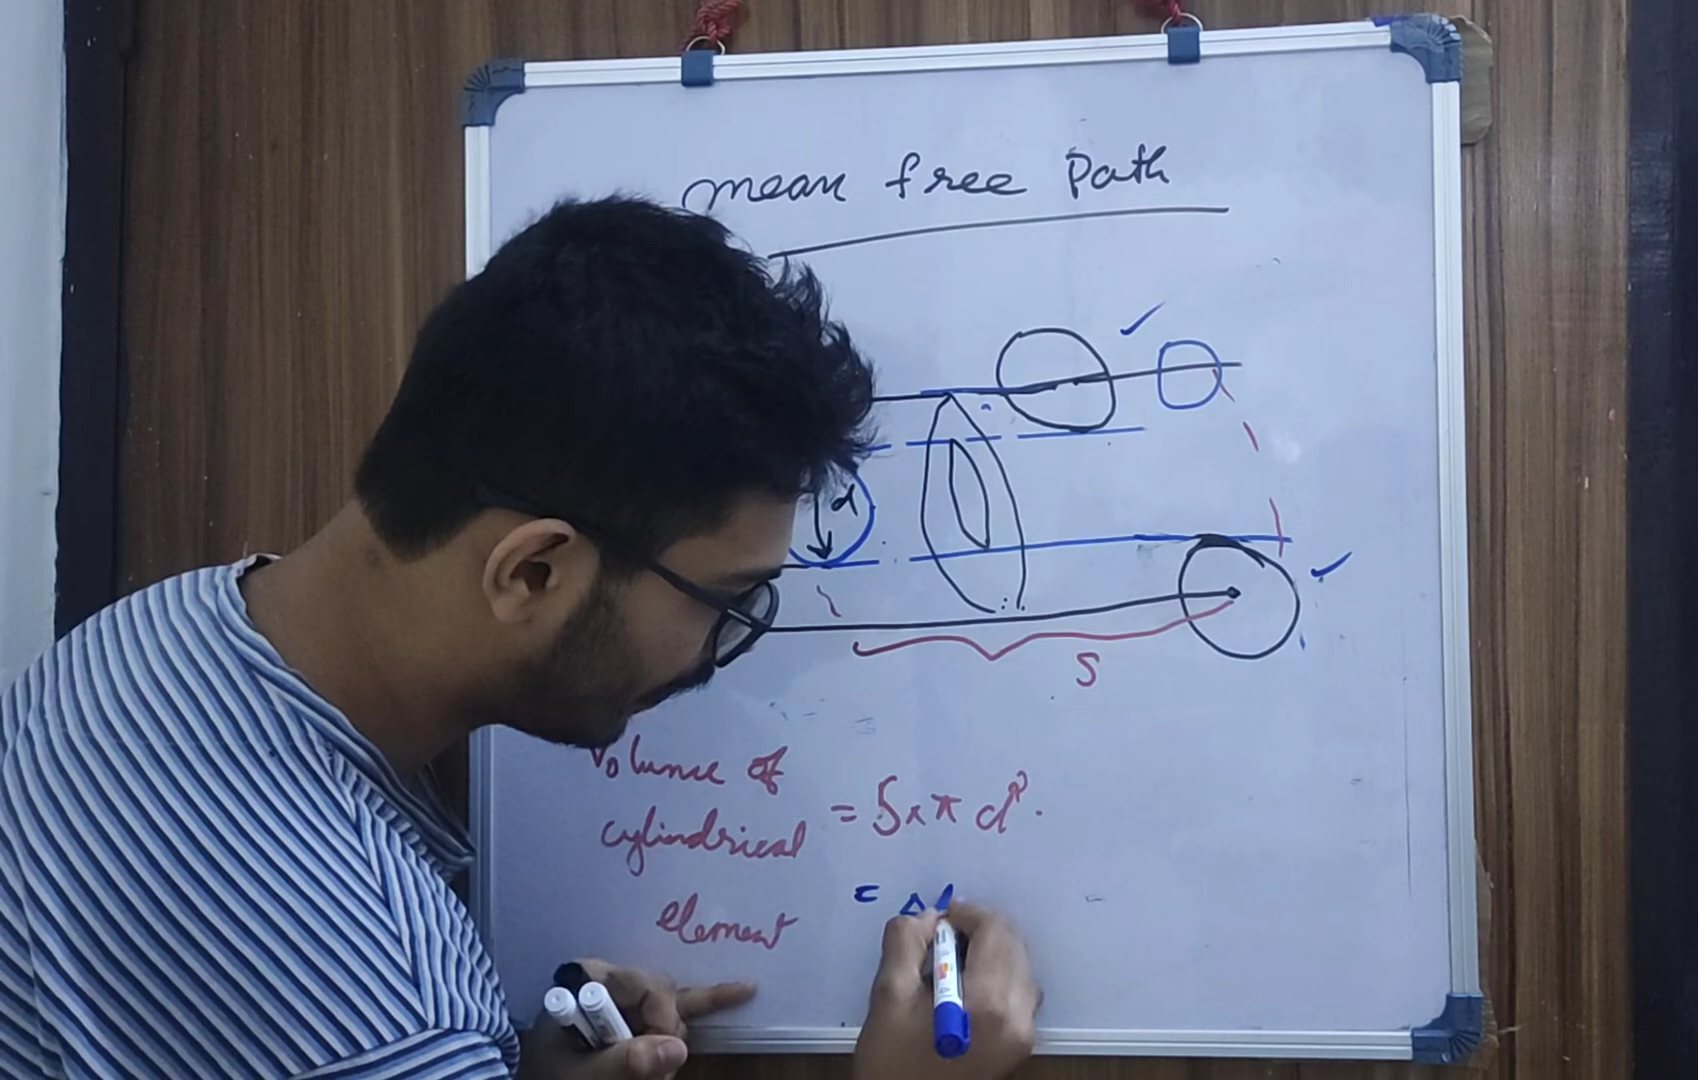 mean free Path
d
S
Volume of
cylindrical = S x π d².
element = Δ